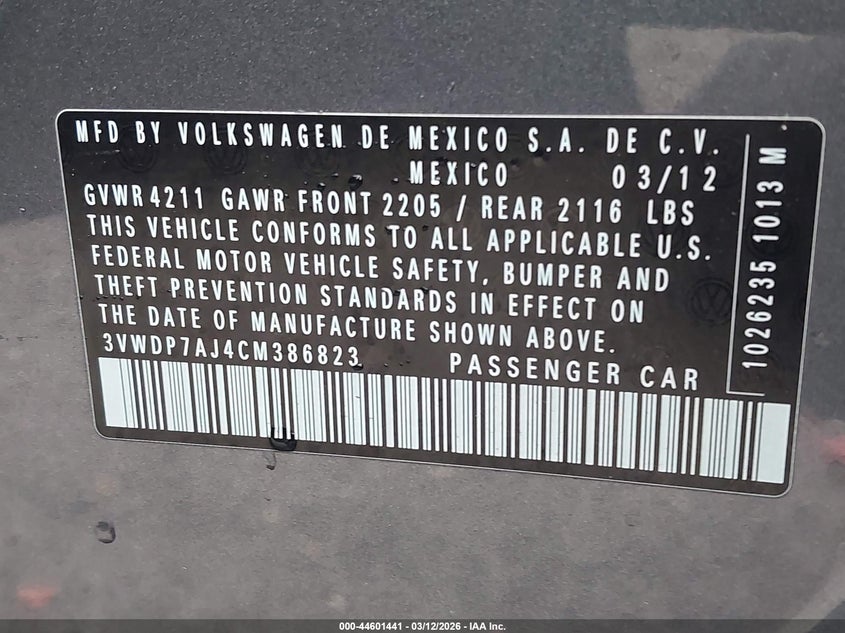 MFD BY VOLKSWAGEN DE MEXICO S.A. DE C.V.
MEXICO 03/12
GVWR 4211 GAWR FRONT 2205 / REAR 2116 LBS
THIS VEHICLE CONFORMS TO ALL APPLICABLE U.S.
FEDERAL MOTOR VEHICLE SAFETY, BUMPER AND
THEFT PREVENTION STANDARDS IN EFFECT ON
THE DATE OF MANUFACTURE SHOWN ABOVE.
3VWDP7AJ4CM386823 PASSENGER CAR
1026235 1013 M
000-44601441 - 03/12/2026 - IAA Inc.